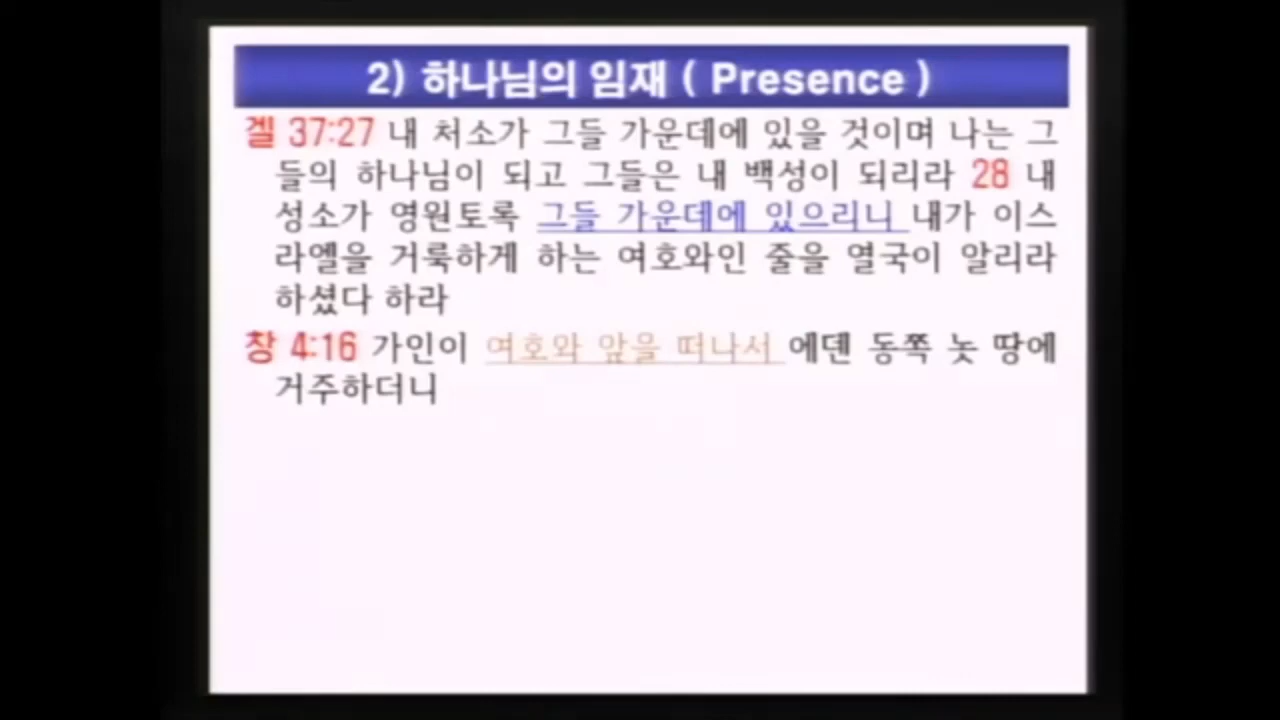 2) 하나님의 임재 ( Presence )
겔 37:27 내 처소가 그들 가운데에 있을 것이며 나는 그
들의 하나님이 되고 그들은 내 백성이 되리라 28 내
성소가 영원토록 그들 가운데에 있으리니 내가 이스
라엘을 거룩하게 하는 여호와인 줄을 열국이 알리라
하셨다 하라
창 4:16 가인이 여호와 앞을 떠나서 에덴 동쪽 놋 땅에
거주하더니